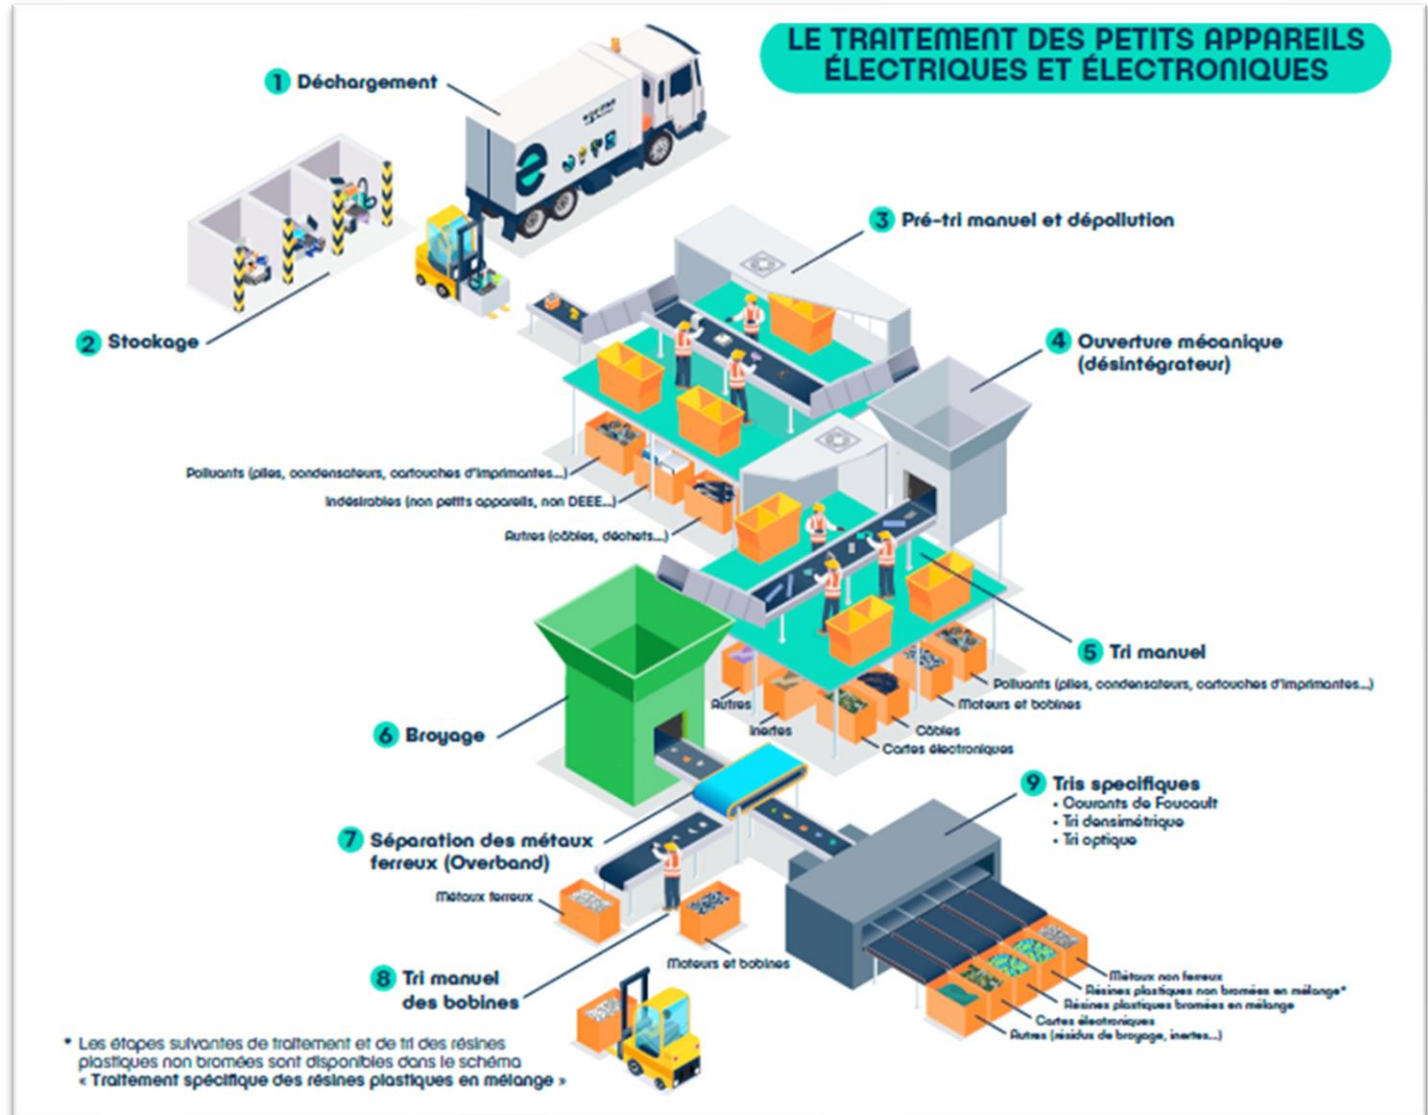 LE TRAITEMENT DES PETITS APPAREILS
ÉLECTRIQUES ET ÉLECTRONIQUES
1 Déchargement
2 Stockage
3 Pré-tri manuel et dépollution
4 Ouverture mécanique
(désintégrateur)
Polluants (piles, condensateurs, cartouches d'imprimantes...)
Indésirables (non petits appareils, non DEEE...)
Autres (câbles, déchets...)
5 Tri manuel
Polluants (piles, condensateurs, cartouches d'imprimantes...)
Moteurs et bobines
Câbles
Cartes électroniques
Inertes
Autres
6 Broyage
7 Séparation des métaux
ferreux (Overband)
Métaux ferreux
8 Tri manuel
des bobines
Moteurs et bobines
9 Tris specifiques
• Courants de Foucault
• Tri densimétrique
• Tri optique
Métaux non ferreux
Résines plastiques non bromées en mélange*
Résines plastiques bromées en mélange
Cartes électroniques
Autres (résidus de broyage, inertes...)
* Les étapes suivantes de traitement et de tri des résines
plastiques non bromées sont disponibles dans le schéma
« Traitement spécifique des résines plastiques en mélange »